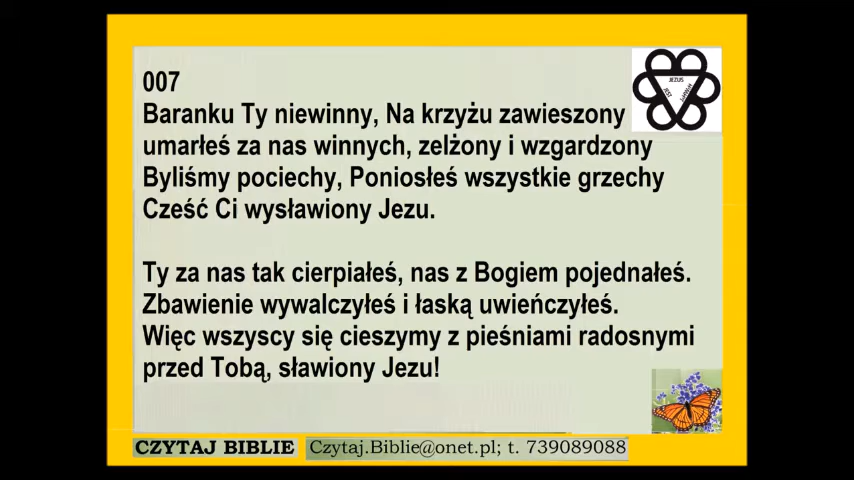 007
Baranku Ty niewinny, Na krzyżu zawieszony
umarłeś za nas winnych, zelżony i wzgardzony
Byliśmy pociechy, Poniosłeś wszystkie grzechy
Cześć Ci wysławiony Jezu.
Ty za nas tak cierpiałeś, nas z Bogiem pojednałeś.
Zbawienie wywalczyłeś i łaską uwieńczyłeś.
Więc wszyscy się cieszymy z pieśniami radosnymi
przed Tobą, sławiony Jezu!
JEZUS
JEST
CZYTAJ BIBLIE
Czytaj.Biblie@onet.pl; t. 739089088